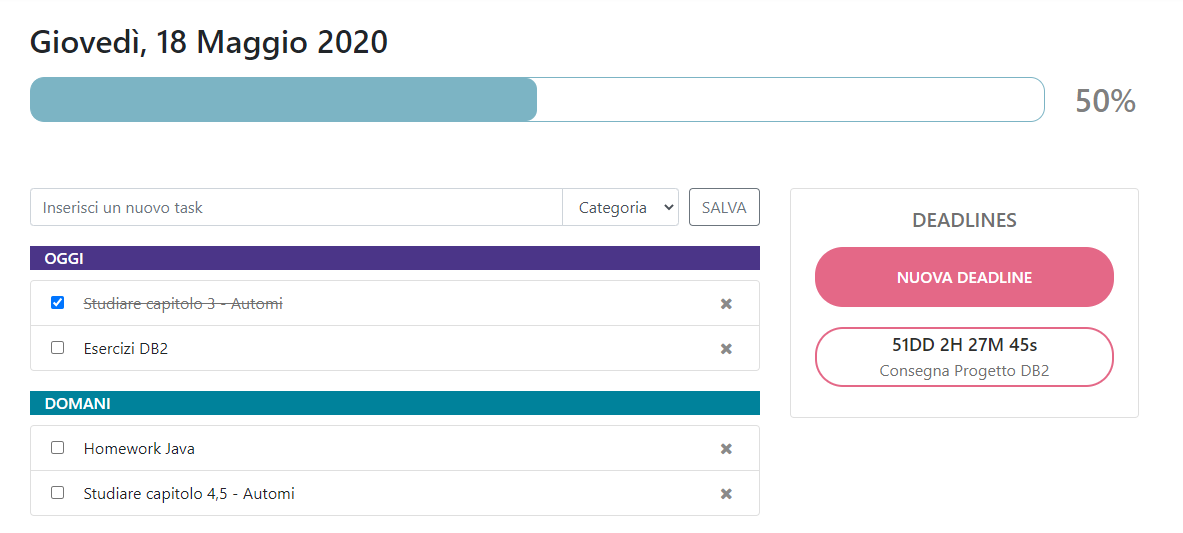 Giovedì, 18 Maggio 2020
50%
Inserisci un nuovo task
Categoria
SALVA
OGGI
Studiare capitolo 3 - Automi
Esercizi DB2
DOMANI
Homework Java
Studiare capitolo 4,5 - Automi
DEADLINES
NUOVA DEADLINE
51DD 2H 27M 45s
Consegna Progetto DB2